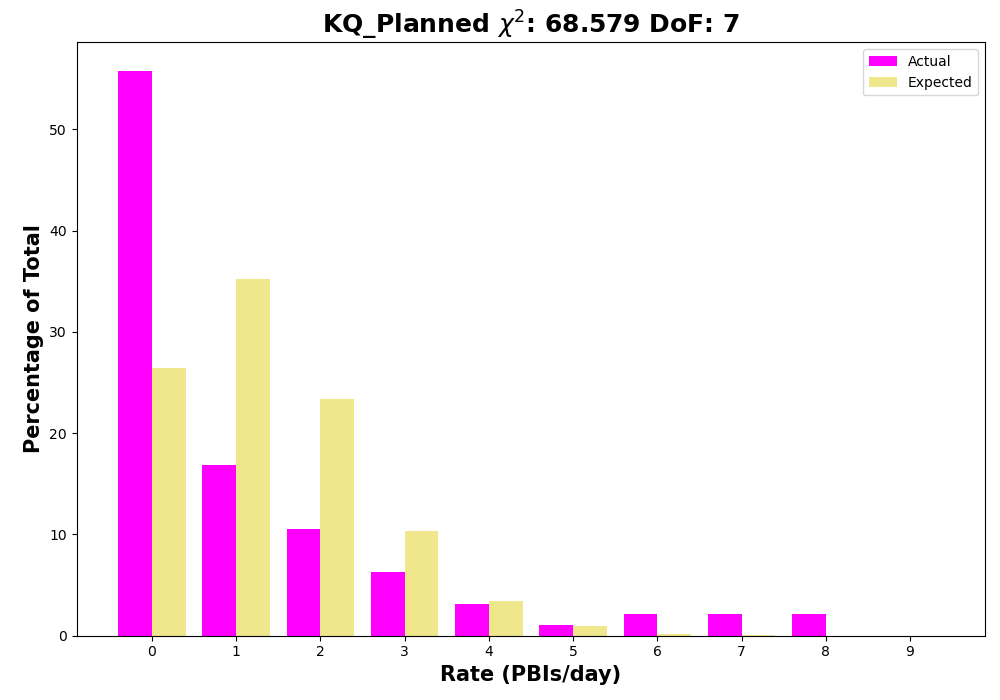 KQ_Planned χ²: 68.579 DoF: 7
Actual
Expected
Percentage of Total
50
40
30
20
10
0
0 1 2 3 4 5 6 7 8 9
Rate (PBIs/day)